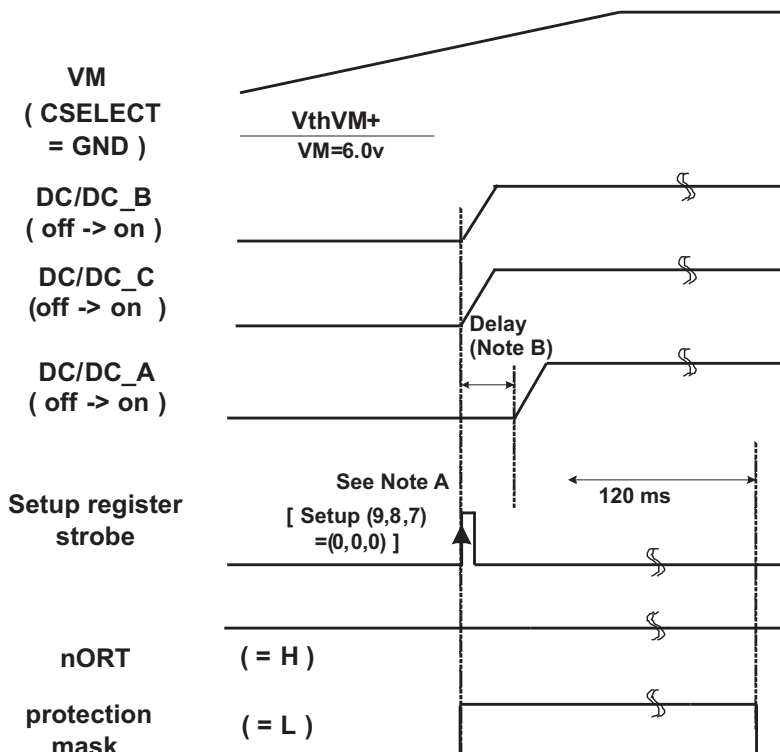 VM
( CSELECT
= GND )
VthVM+
VM=6.0v
DC/DC_B
( off -> on )
DC/DC_C
(off -> on )
Delay
(Note B)
DC/DC_A
( off -> on )
See Note A
120 ms
Setup register
strobe
[ Setup (9,8,7)
=(0,0,0) ]
nORT
( = H )
protection
mask
( = L )